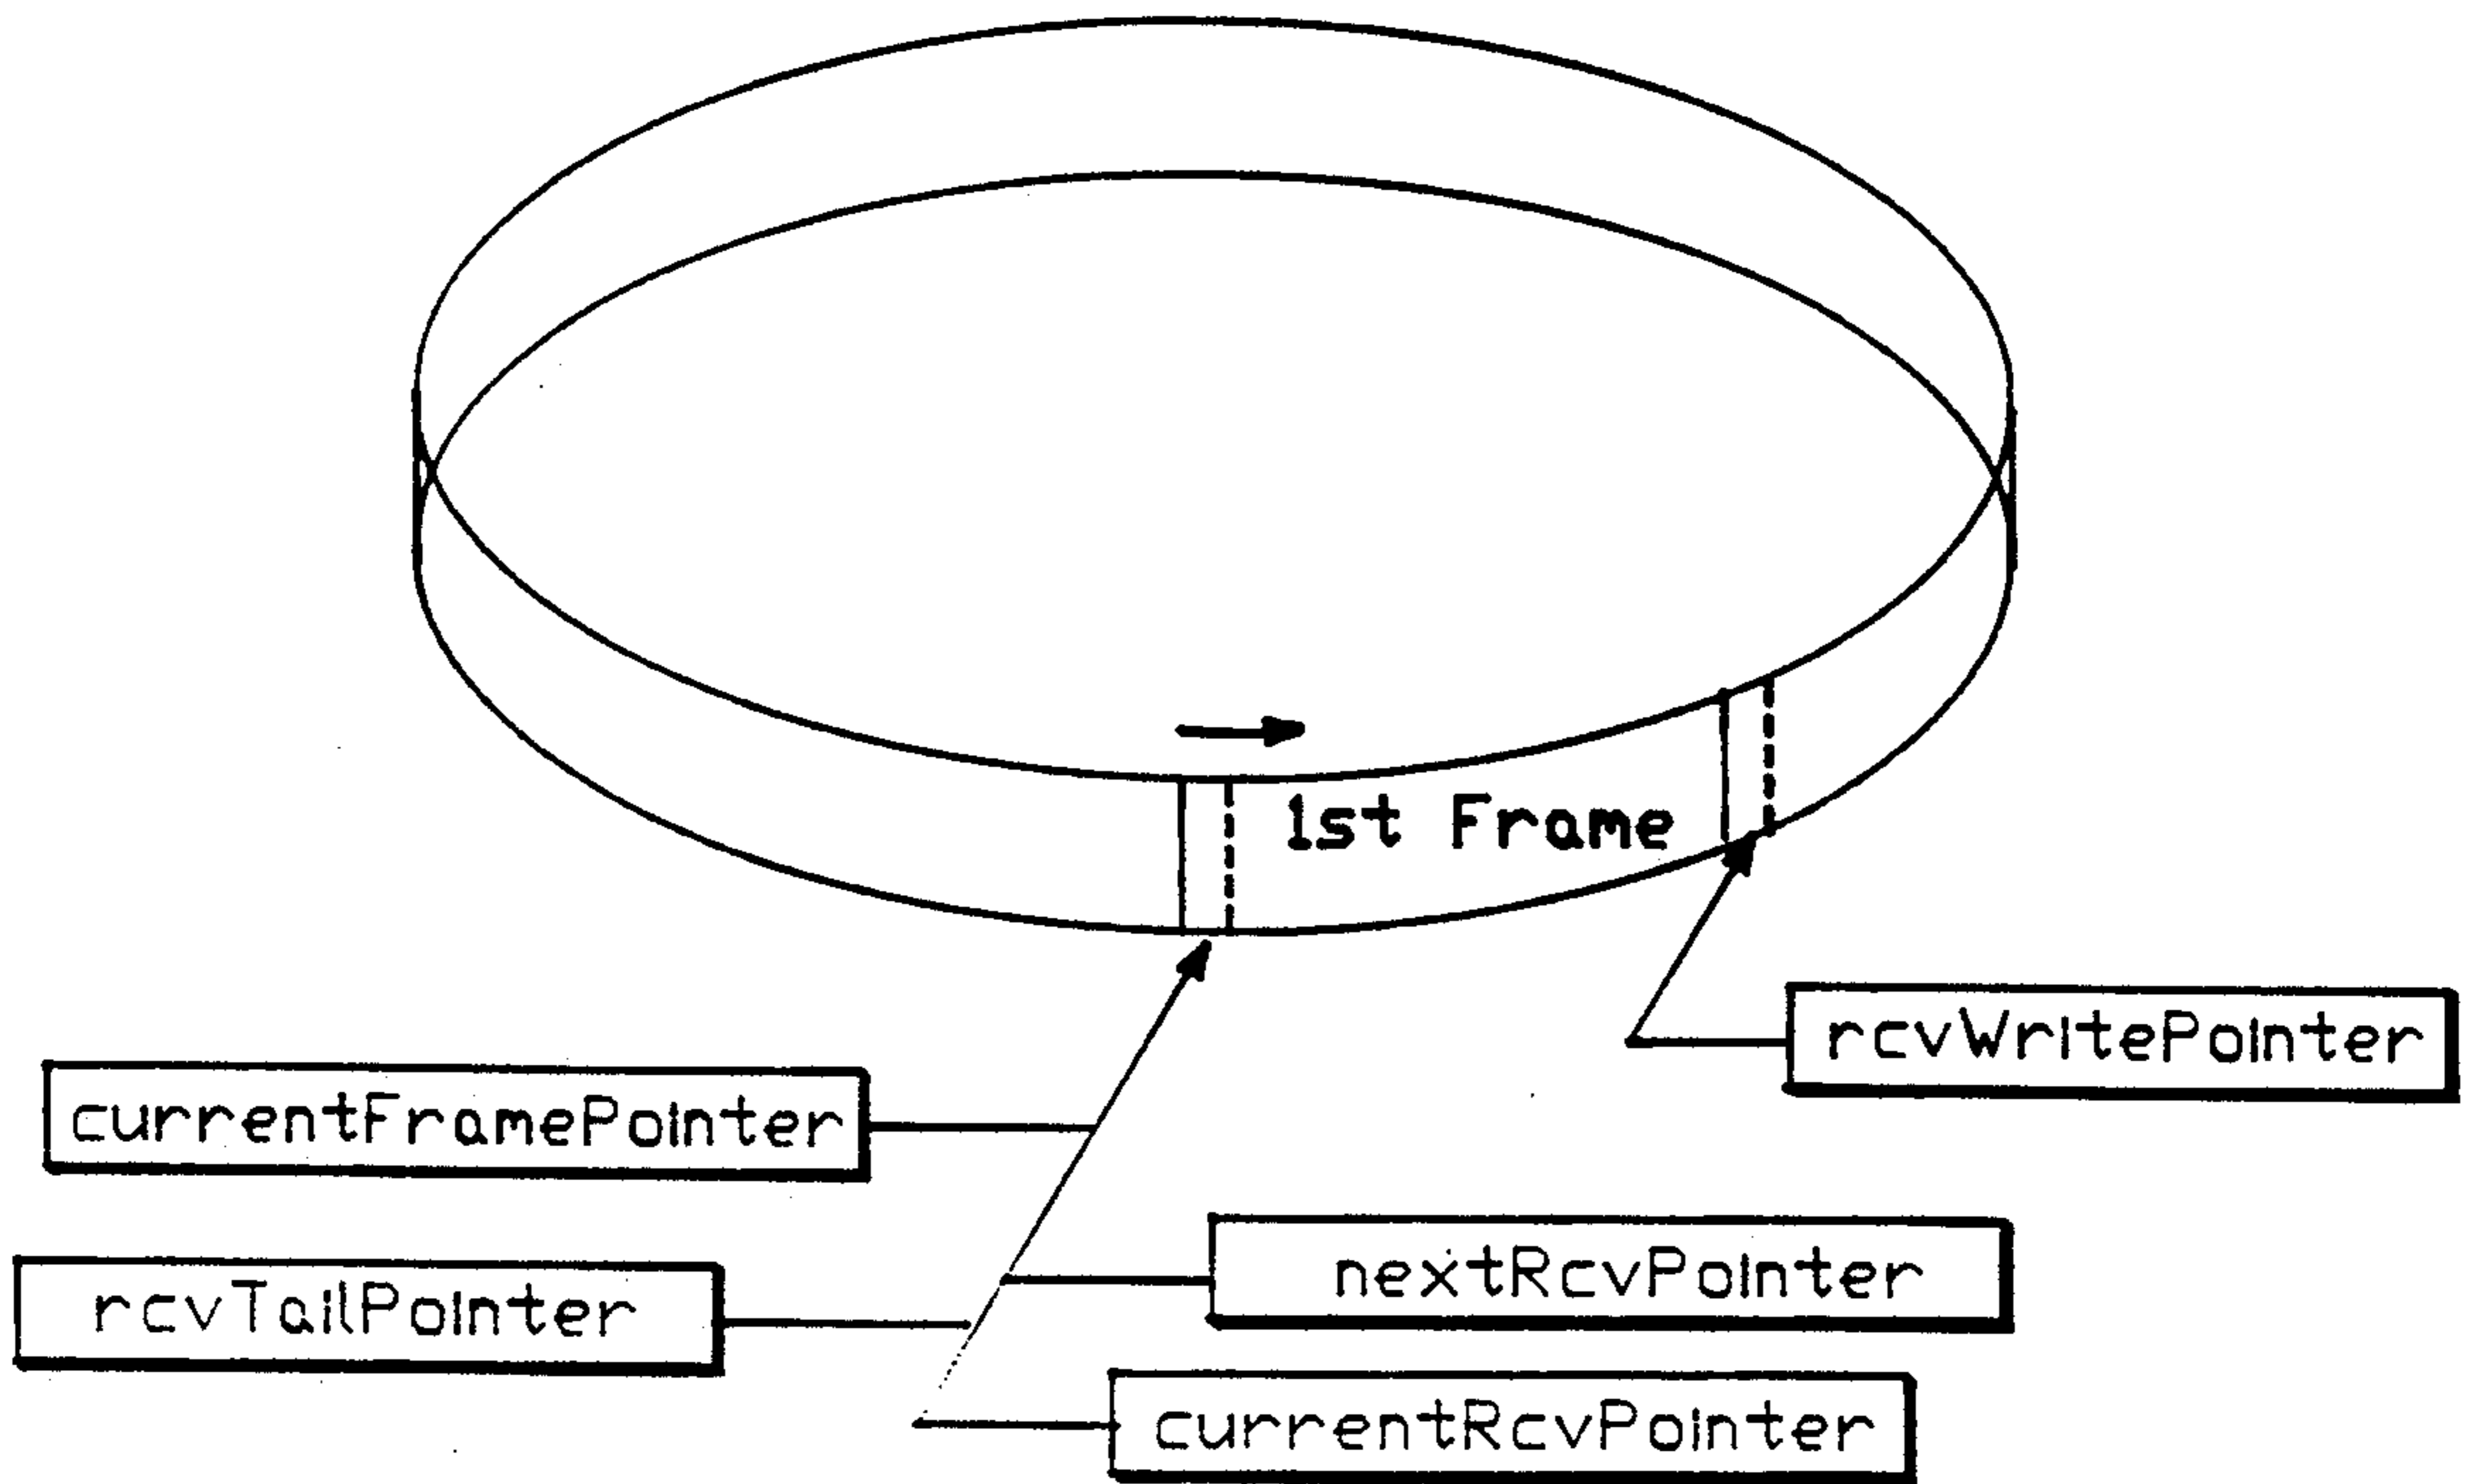 1st Frame
rcvWritePointer
currentFramePointer
nextRcvPointer
rcvTailPointer
currentRcvPointer